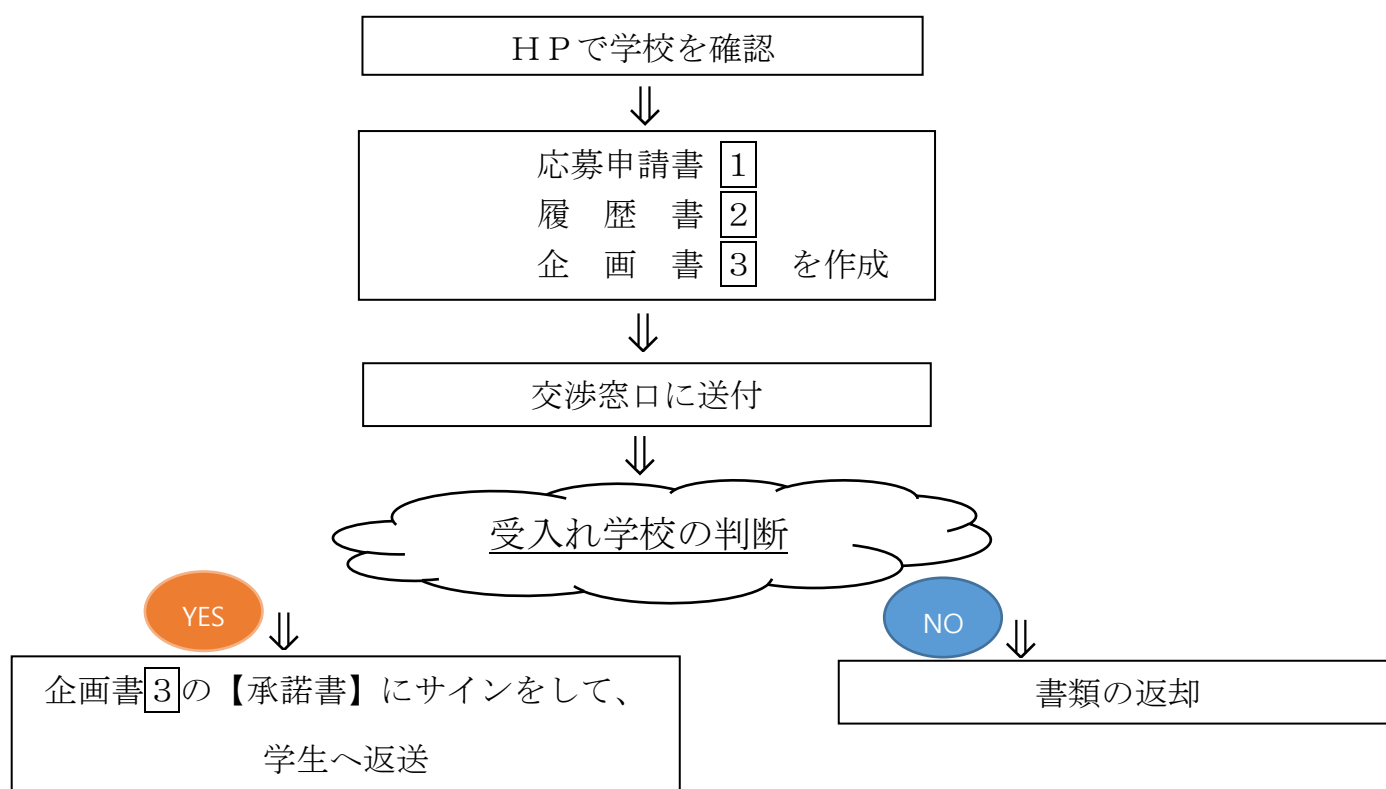 ＨＰで学校を確認
⇓
応募申請書 1
履　歴　書 2
企　画　書 3　を作成
⇓
交渉窓口に送付
⇓
受入れ学校の判断
YES ⇓
NO ⇓
企画書3の【承諾書】にサインをして、
学生へ返送
書類の返却